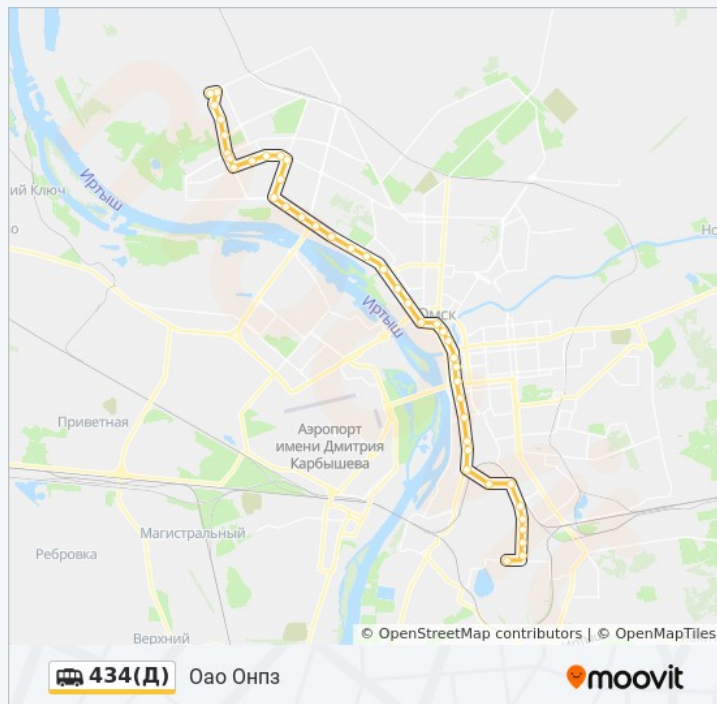 Иртыш
ий Ключ
но
Но
Иртыш
Омск
Приветная
Аэропорт
имени Дмитрия
Карбышева
Магистральный
Ребровка
Верхний
© OpenStreetMap contributors | © OpenMapTiles
434(Д) Оао Онпз
moovit